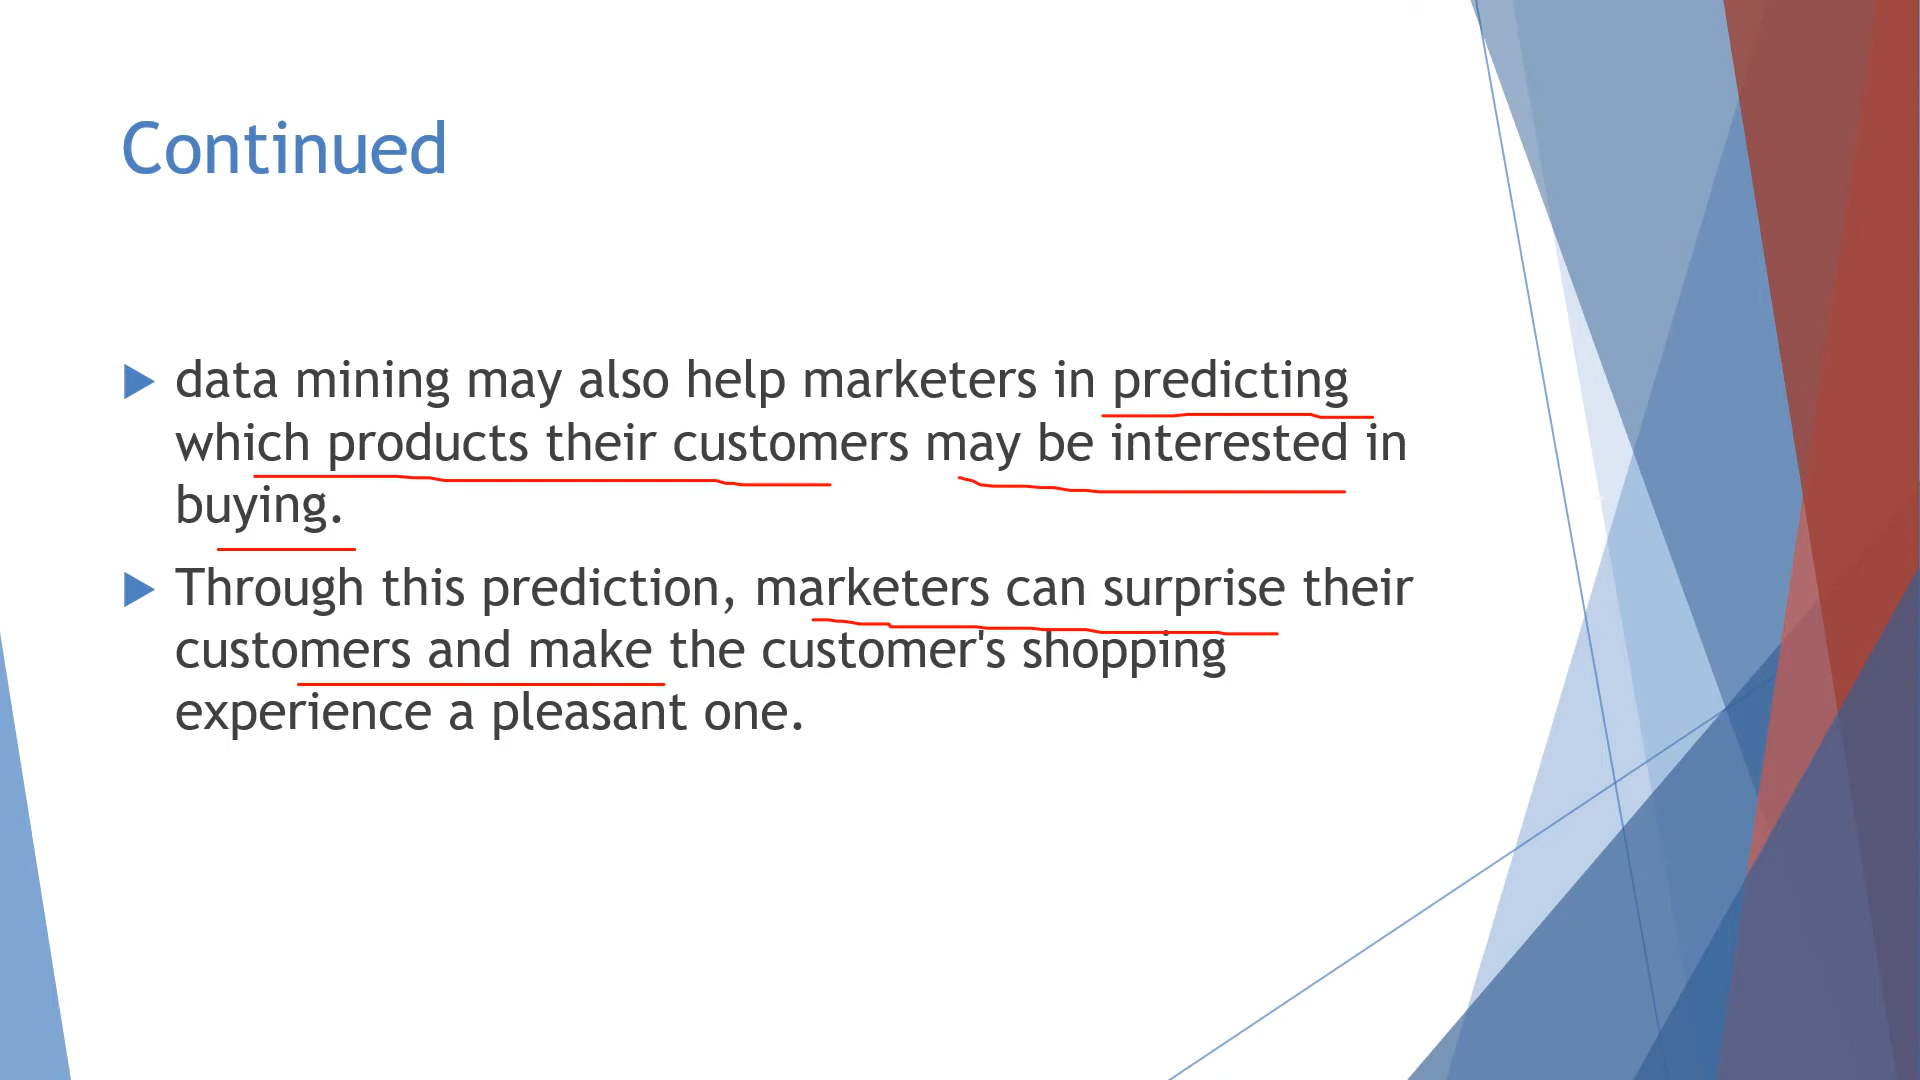 Continued
data mining may also help marketers in predicting
which products their customers may be interested in
buying.
Through this prediction, marketers can surprise their
customers and make the customer's shopping
experience a pleasant one.